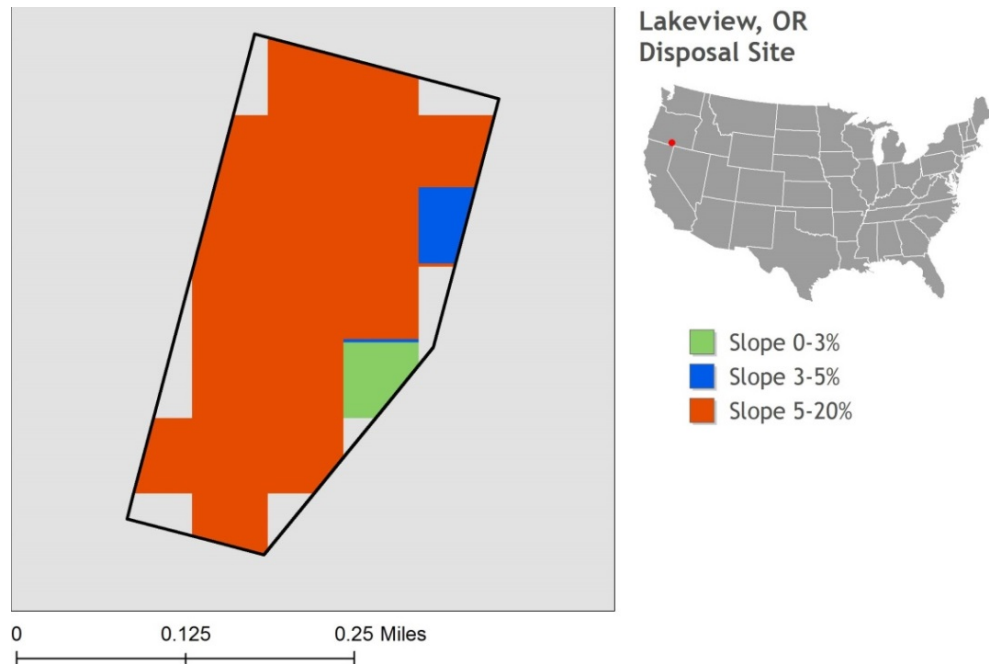 Lakeview, OR
Disposal Site
Slope 0-3%
Slope 3-5%
Slope 5-20%
0 0.125 0.25 Miles